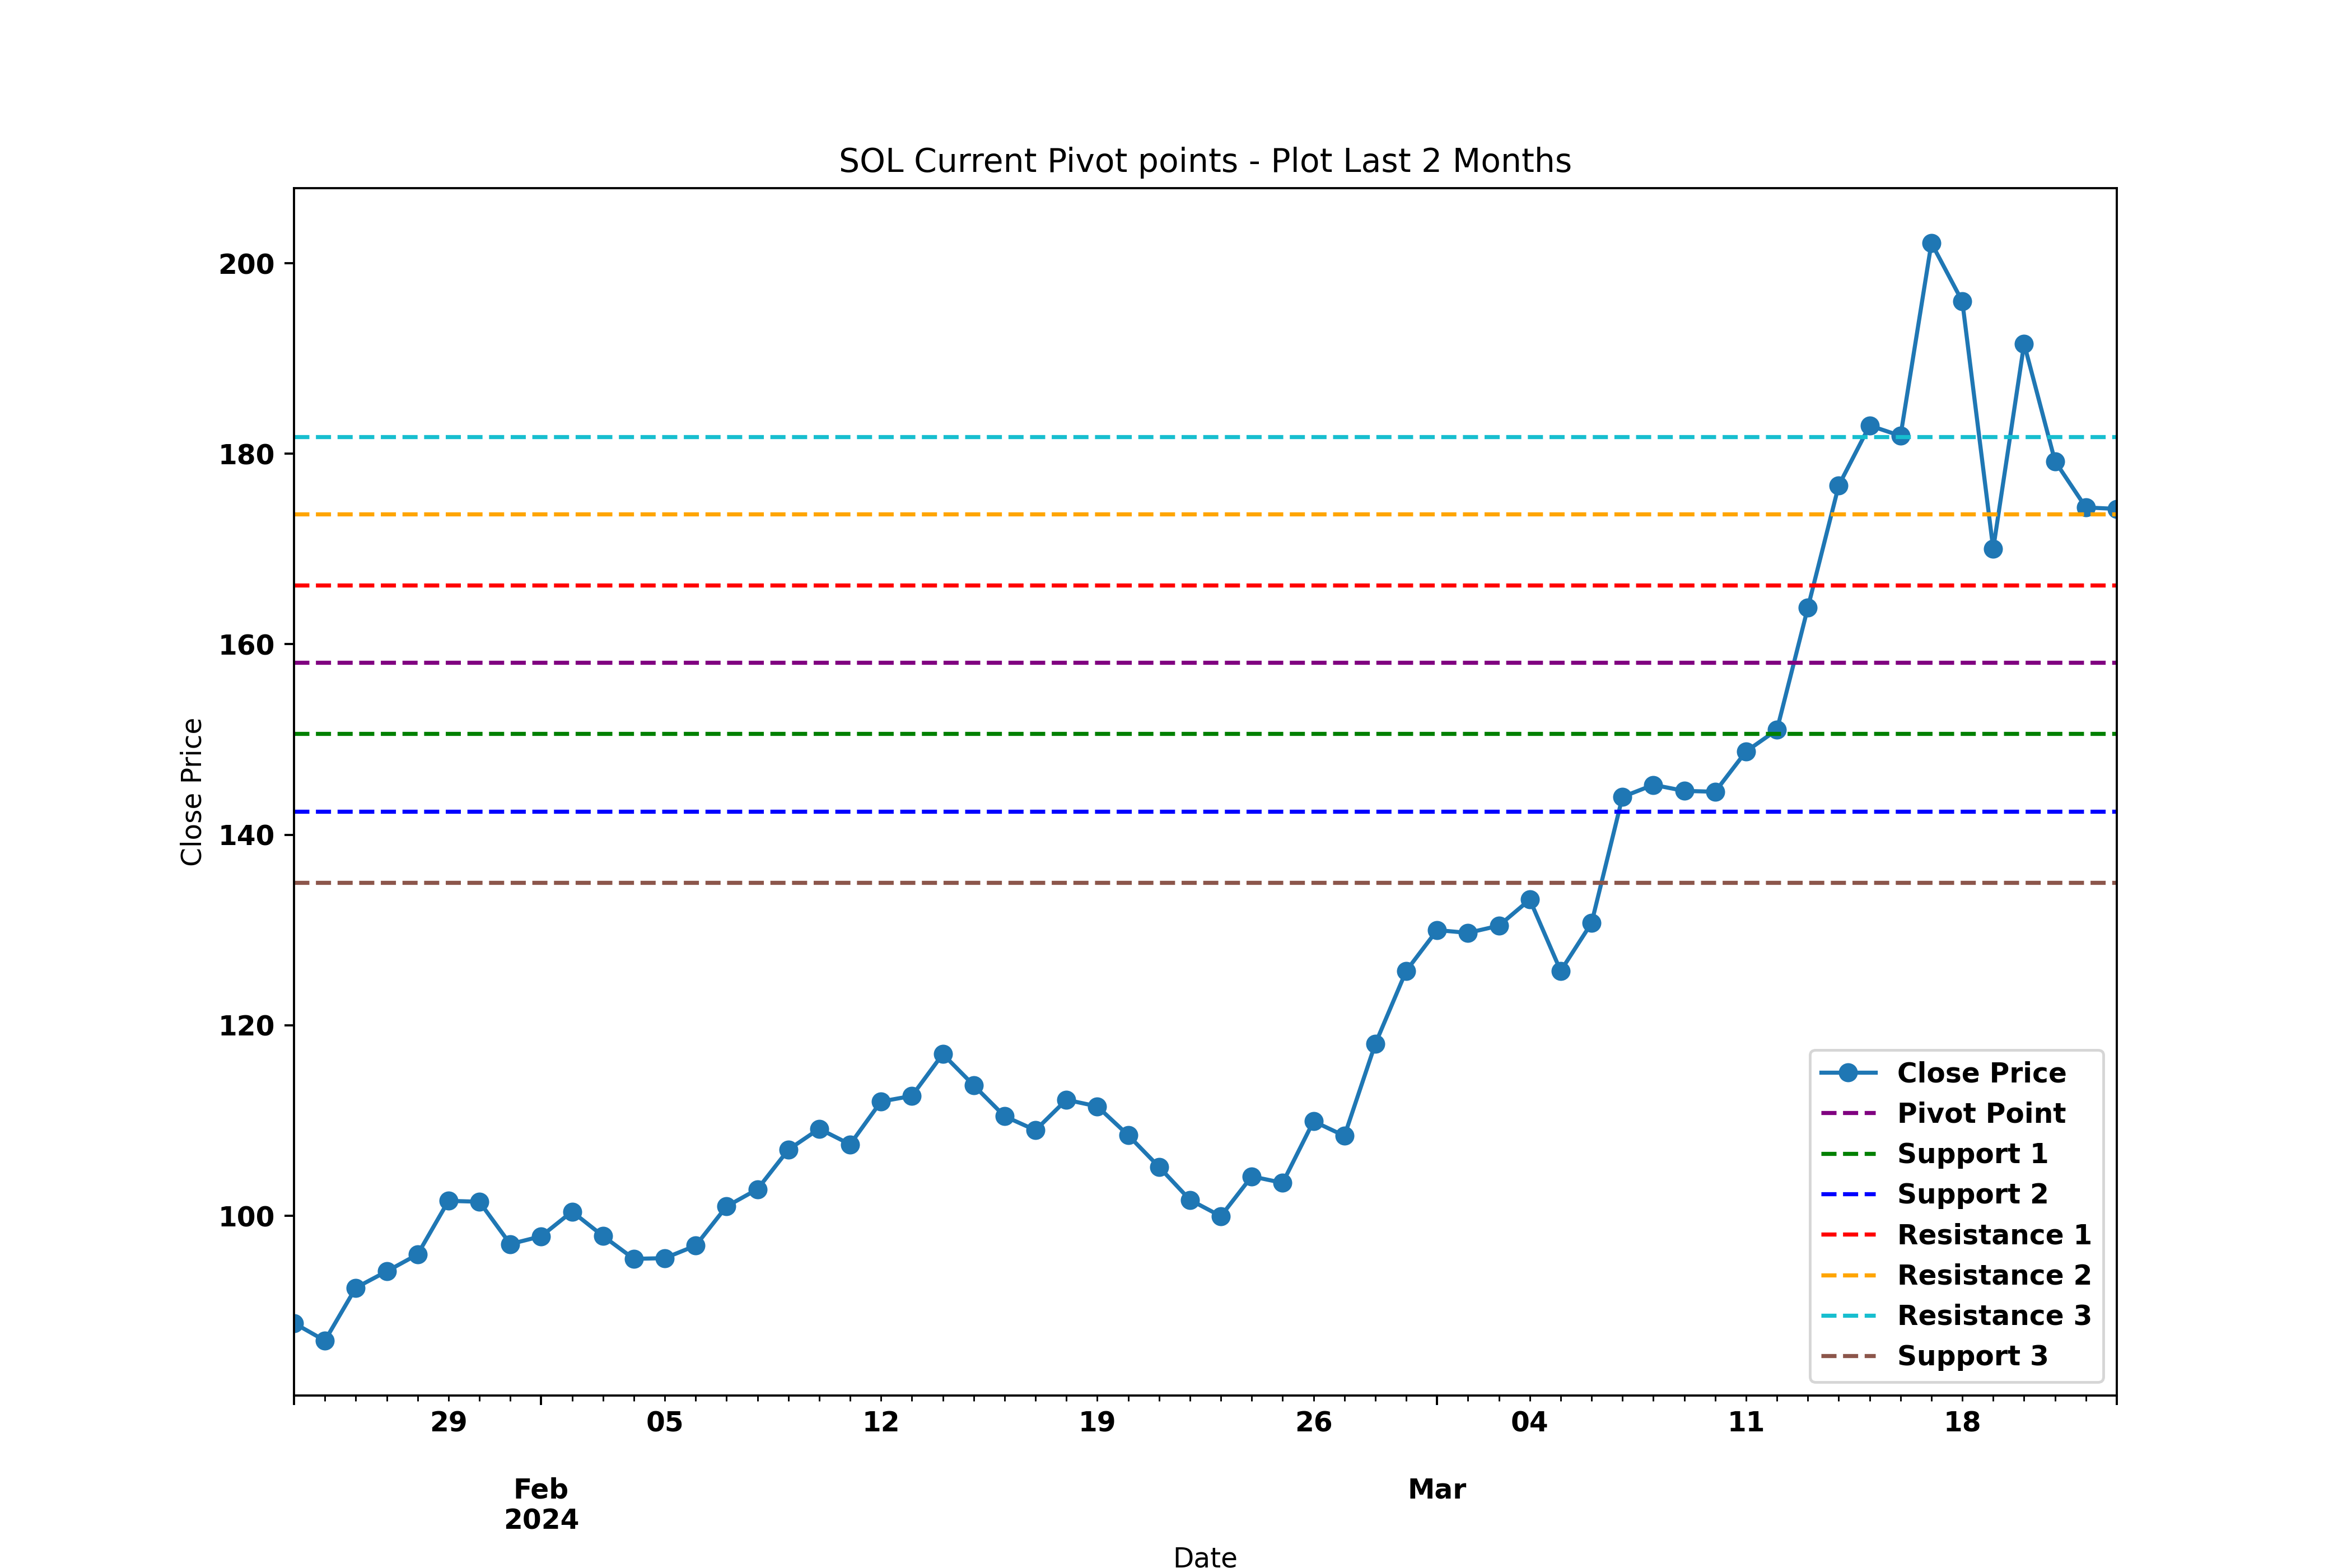 SOL Current Pivot points - Plot Last 2 Months
200
180
160
140
120
100
Close Price
Close Price
Pivot Point
Support 1
Support 2
Resistance 1
Resistance 2
Resistance 3
Support 3
29 05 12 19 26 04 11 18
Feb Mar
2024
Date